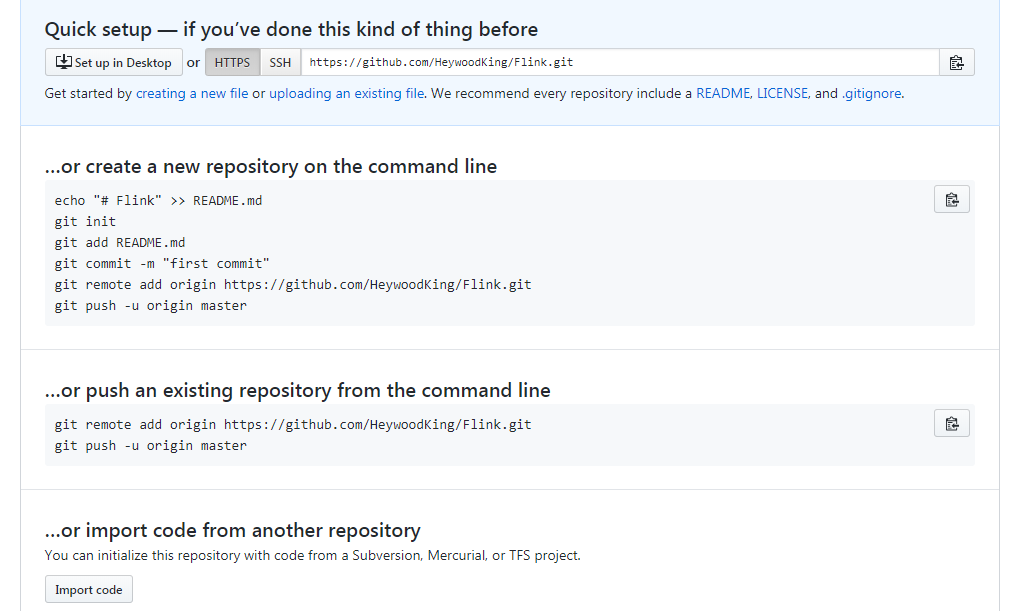 Quick setup — if you’ve done this kind of thing before
Set up in Desktop or HTTPS SSH https://github.com/HeywoodKing/Flink.git
Get started by creating a new file or uploading an existing file. We recommend every repository include a README, LICENSE, and .gitignore.
…or create a new repository on the command line
echo "# Flink" >> README.md
git init
git add README.md
git commit -m "first commit"
git remote add origin https://github.com/HeywoodKing/Flink.git
git push -u origin master
…or push an existing repository from the command line
git remote add origin https://github.com/HeywoodKing/Flink.git
git push -u origin master
…or import code from another repository
You can initialize this repository with code from a Subversion, Mercurial, or TFS project.
Import code